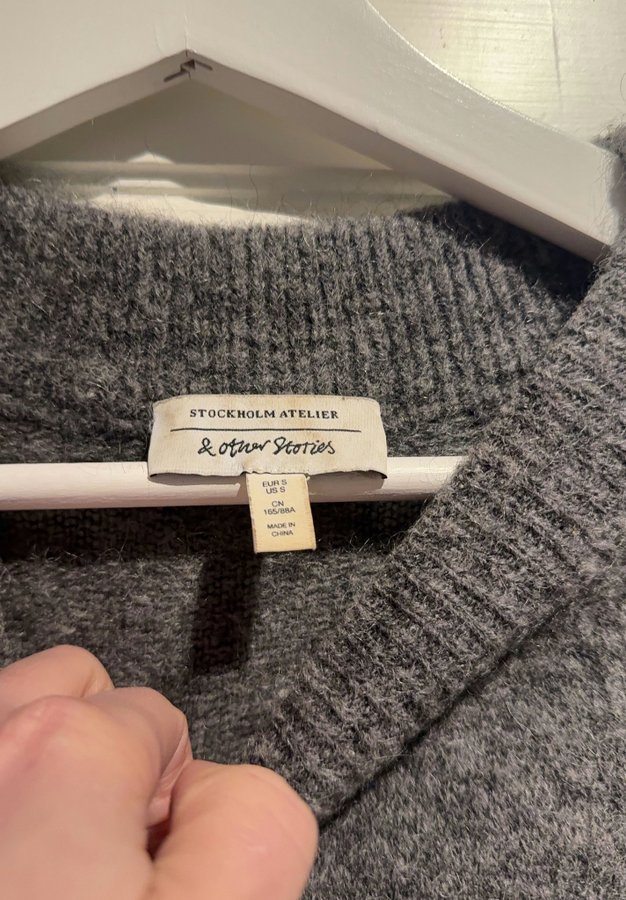 STOCKHOLM ATELIER
& other Stories
EUR S
US S
CN
165/88A
MADE IN
CHINA